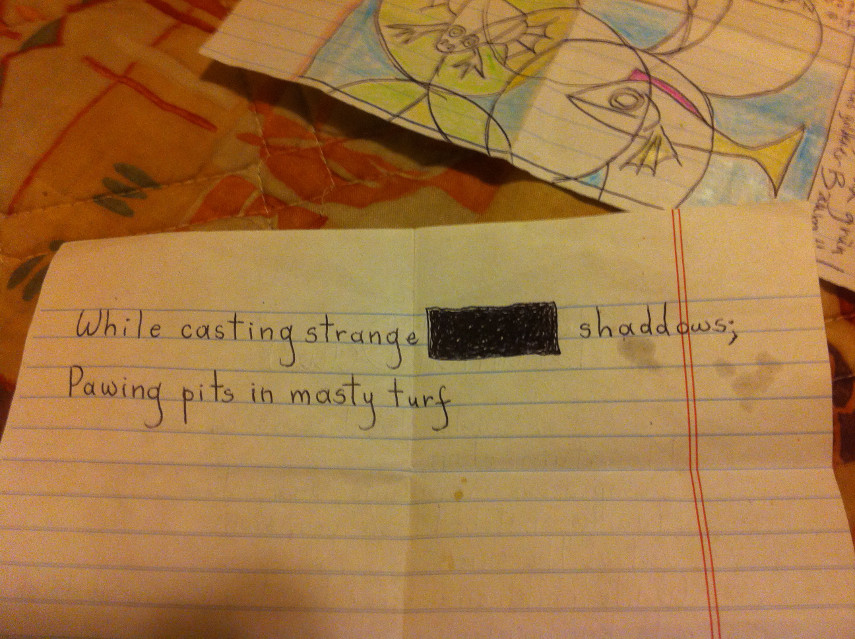 While casting strange shaddows;
Pawing pits in masty turf